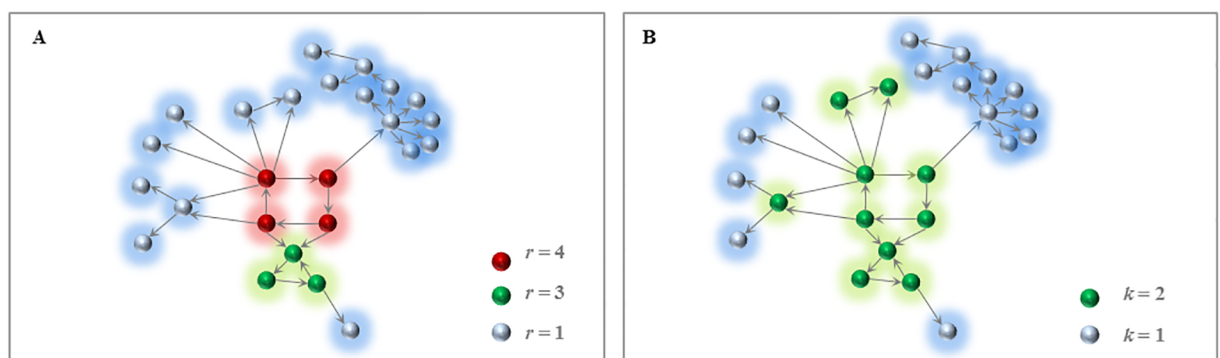 A
r = 4
r = 3
r = 1
B
k = 2
k = 1